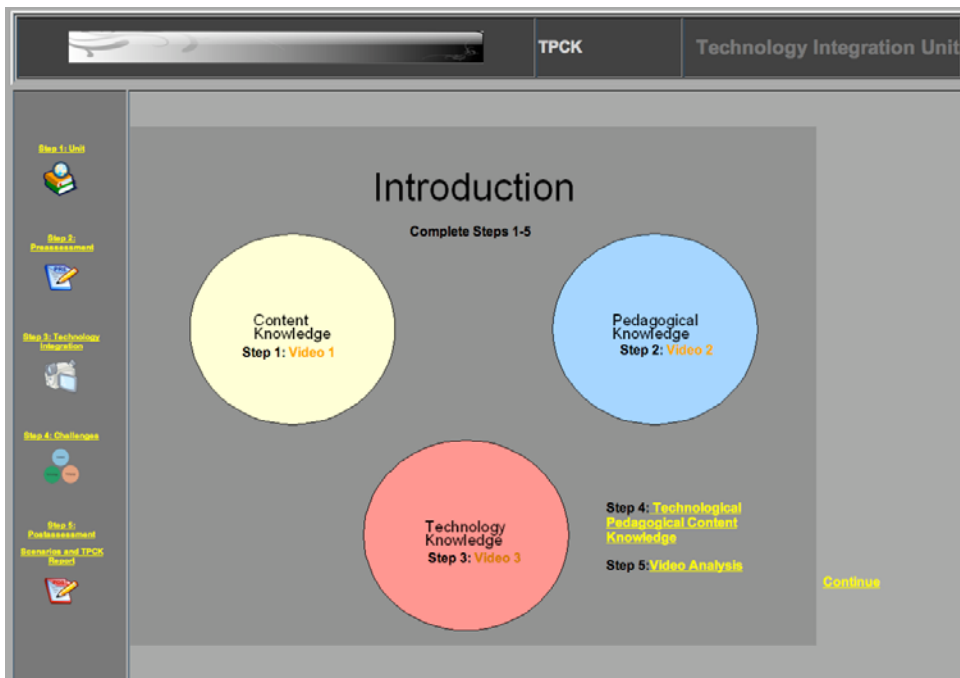 TPCK
Technology Integration Unit
Step 1: Unit
Step 2:
Preassessment
Step 3: Technology
Integration
Step 4: Challenges
Step 5:
Postassessment
Scenarios and TPCK
Report
Introduction
Complete Steps 1-5
Content
Knowledge
Step 1: Video 1
Pedagogical
Knowledge
Step 2: Video 2
Technology
Knowledge
Step 3: Video 3
Step 4: Technological
Pedagogical Content
Knowledge
Step 5:Video Analysis
Continue